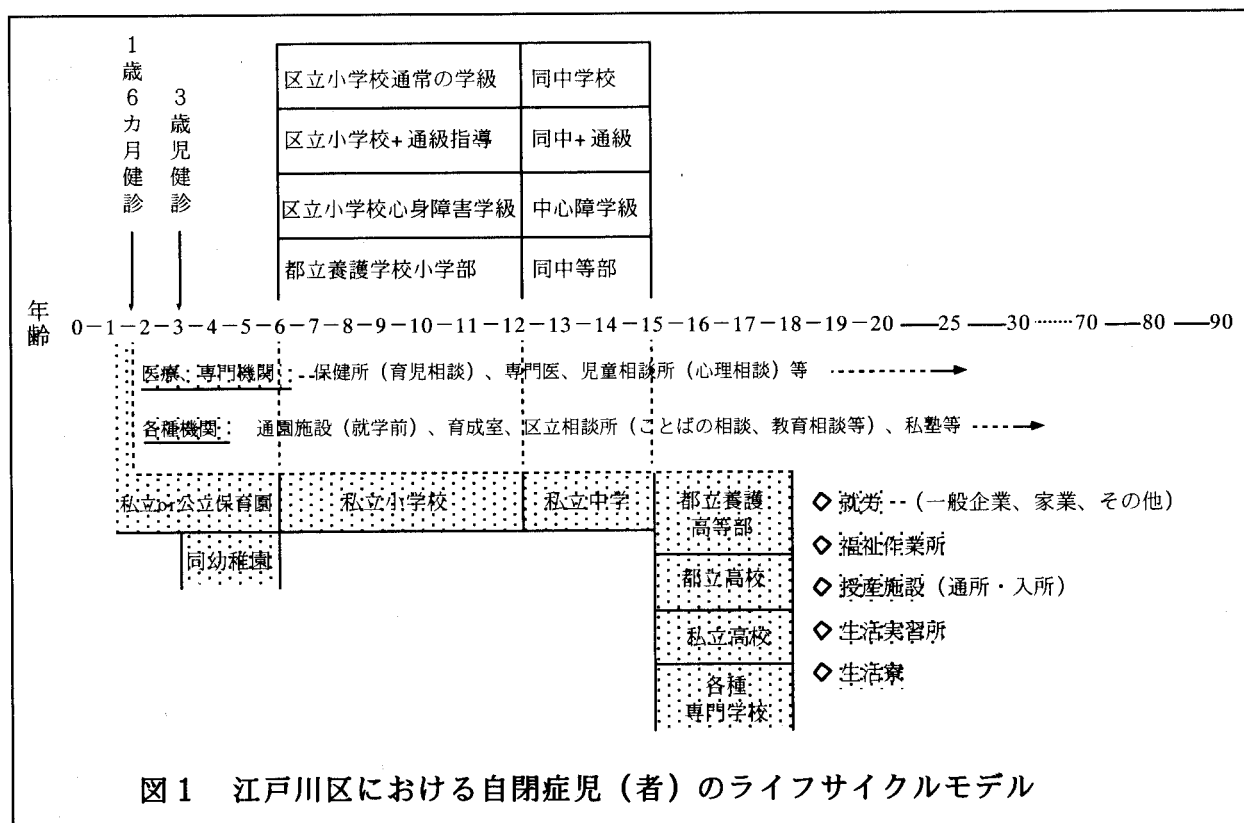 1歳6カ月健診
3歳児健診
区立小学校通常の学級 同中学校
区立小学校+通級指導 同中+通級
区立小学校心身障害学級 中心障学級
都立養護学校小学部 同中等部
年齢 0-1-2-3-4-5-6-7-8-9-10-11-12-13-14-15-16-17-18-19-20——25——30……70——80——90
医療、専門機関 保健所(育児相談)、専門医、児童相談所(心理相談)等
各種機関: 通園施設(就学前)、育成室、区立相談所(ことばの相談、教育相談等)、私塾等
私立or公立保育園 私立小学校 私立中学 都立養護
高等部
同幼稚園
都立高校
私立高校
各種
専門学校
◇就労--(一般企業、家業、その他)
◇福祉作業所
◇授産施設(通所・入所)
◇生活実習所
◇生活寮
図1 江戸川区における自閉症児(者)のライフサイクルモデル